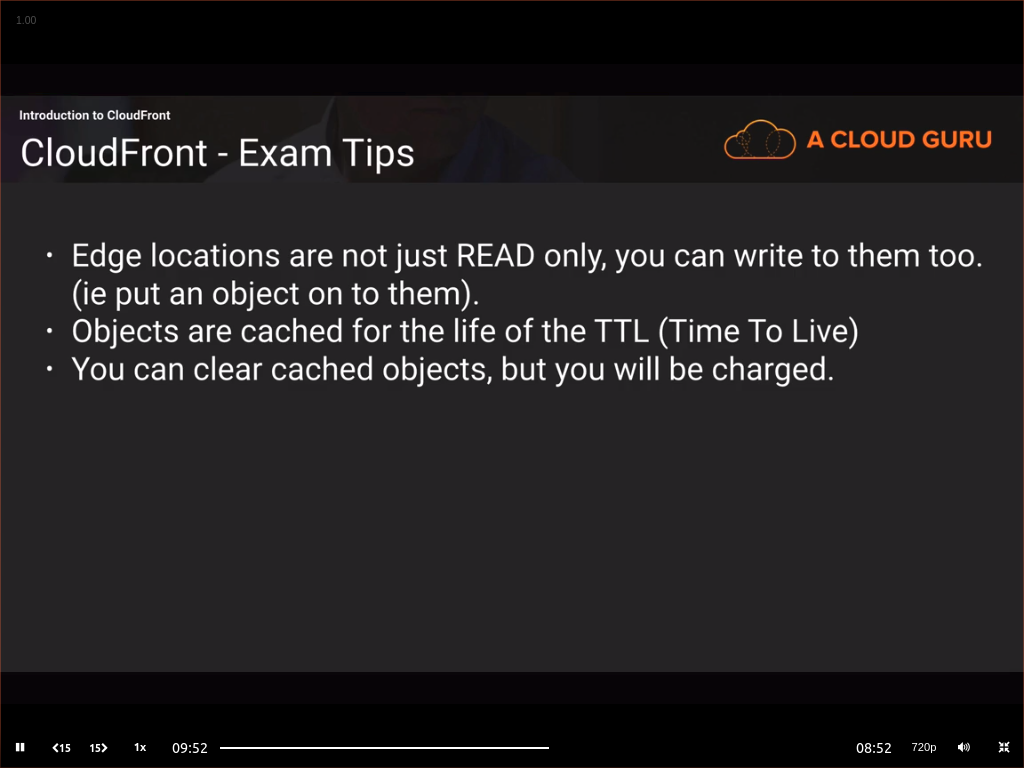 1.00
Introduction to CloudFront
CloudFront - Exam Tips
A CLOUD GURU
• Edge locations are not just READ only, you can write to them too.
(ie put an object on to them).
• Objects are cached for the life of the TTL (Time To Live)
• You can clear cached objects, but you will be charged.
15 15 1x 09:52 08:52 720p